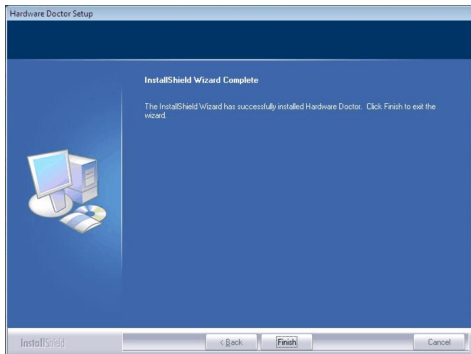 Hardware Doctor Setup
InstallShield Wizard Complete
The InstallShield Wizard has successfully installed Hardware Doctor. Click Finish to exit the
wizard.
InstallShield
< Back
Finish
Cancel